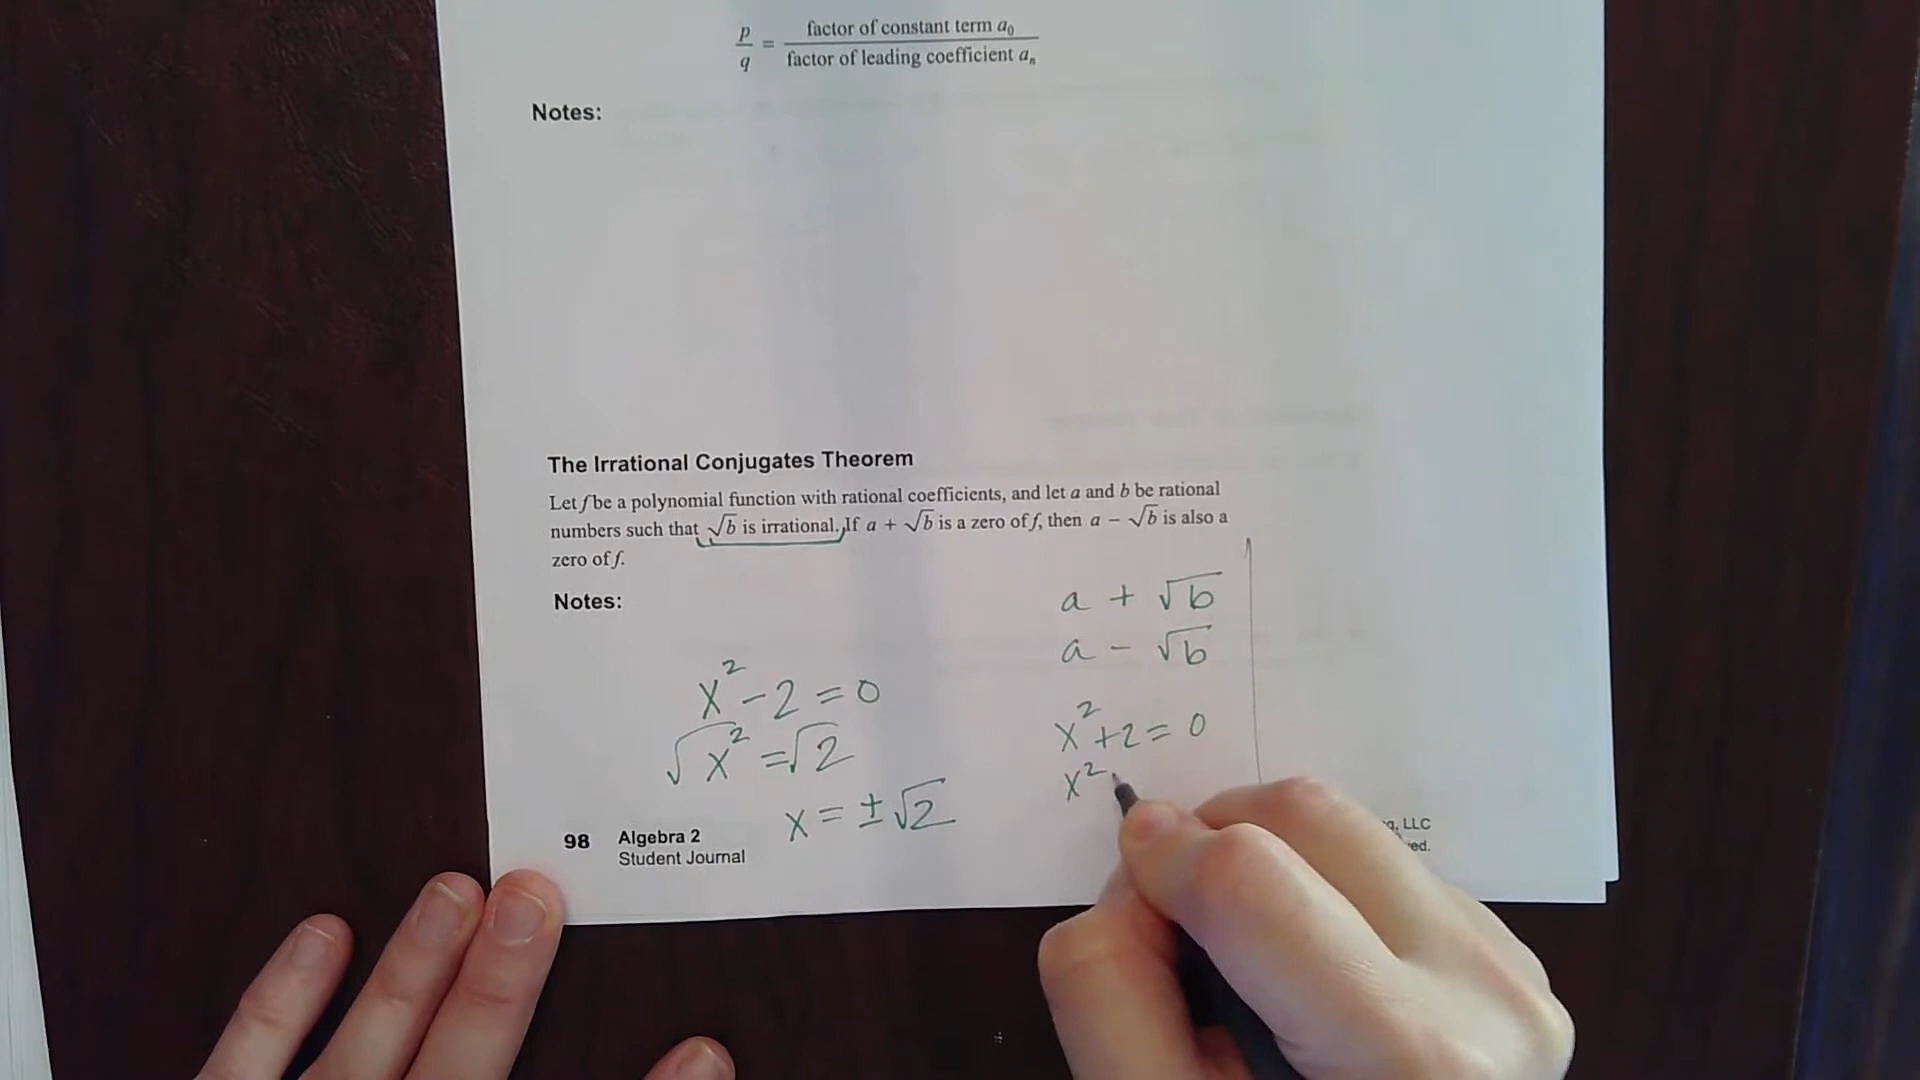 p/q = factor of constant term a₀ / factor of leading coefficient aₙ
Notes:
The Irrational Conjugates Theorem
Let f be a polynomial function with rational coefficients, and let a and b be rational
numbers such that √b is irrational. If a + √b is a zero of f, then a − √b is also a
zero of f.
Notes:
a + √b
a − √b
x² − 2 = 0
√x² = √2
x = ± √2
x² + 2 = 0
x²
98 Algebra 2
Student Journal
LLC